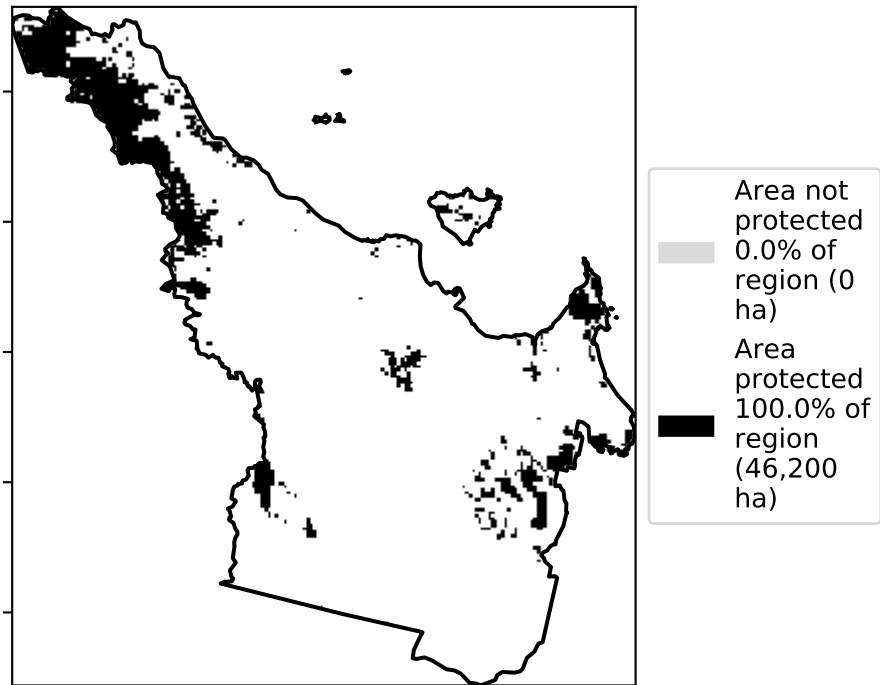 Area not
protected
0.0% of
region (0
ha)
Area
protected
100.0% of
region
(46,200
ha)